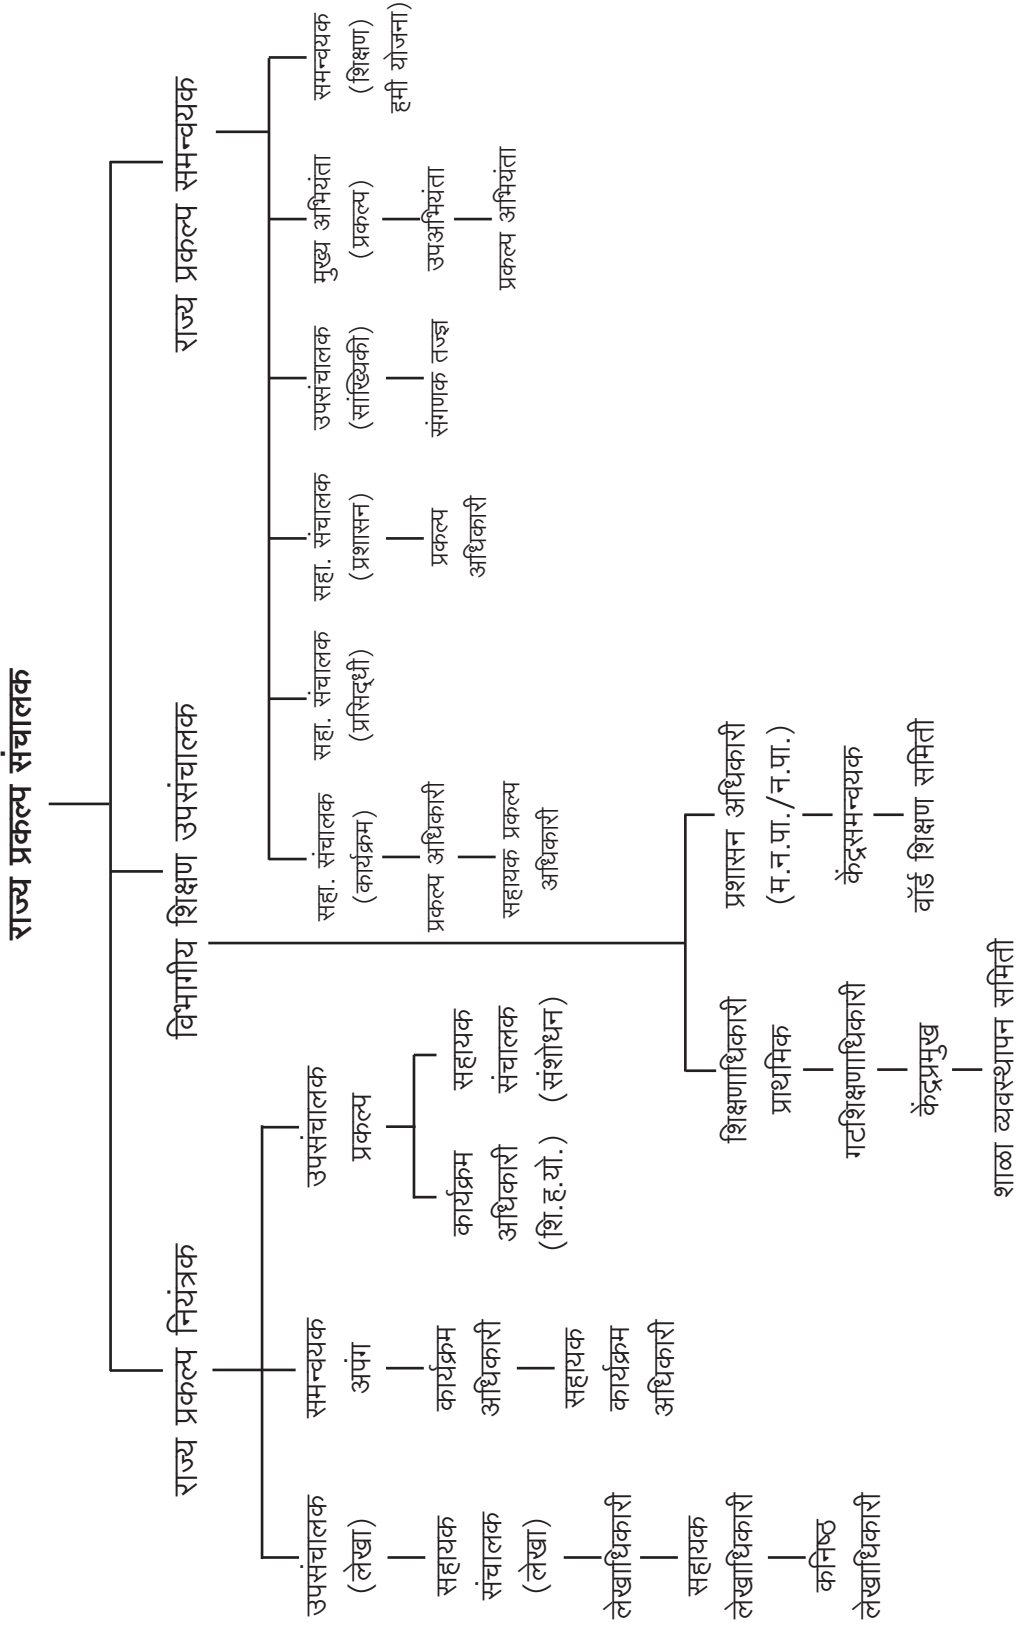 राज्य प्रकल्प संचालक
राज्य प्रकल्प नियंत्रक
विभागीय शिक्षण उपसंचालक
राज्य प्रकल्प समन्वयक
उपसंचालक
(लेखा)
सहायक
संचालक
(लेखा)
लेखाधिकारी
सहायक
लेखाधिकारी
कनिष्ठ
लेखाधिकारी
समन्वयक
अपंग
कार्यक्रम
अधिकारी
सहायक
कार्यक्रम
अधिकारी
उपसंचालक
प्रकल्प
कार्यक्रम
अधिकारी
(शि.ह.यो.)
सहायक
संचालक
(संशोधन)
शिक्षणाधिकारी
प्राथमिक
गटशिक्षणाधिकारी
केंद्रप्रमुख
शाळा व्यवस्थापन समिती
प्रशासन अधिकारी
(म.न.पा./न.पा.)
केंद्रसमन्वयक
वॉर्ड शिक्षण समिती
सहा. संचालक
(कार्यक्रम)
प्रकल्प अधिकारी
सहायक प्रकल्प
अधिकारी
सहा. संचालक
(प्रसिद्धी)
सहा. संचालक
(प्रशासन)
प्रकल्प
अधिकारी
उपसंचालक
(सांख्यिकी)
संगणक तज्ज्ञ
मुख्य अभियंता
(प्रकल्प)
उपअभियंता
प्रकल्प अभियंता
समन्वयक
(शिक्षण)
हमी योजना)